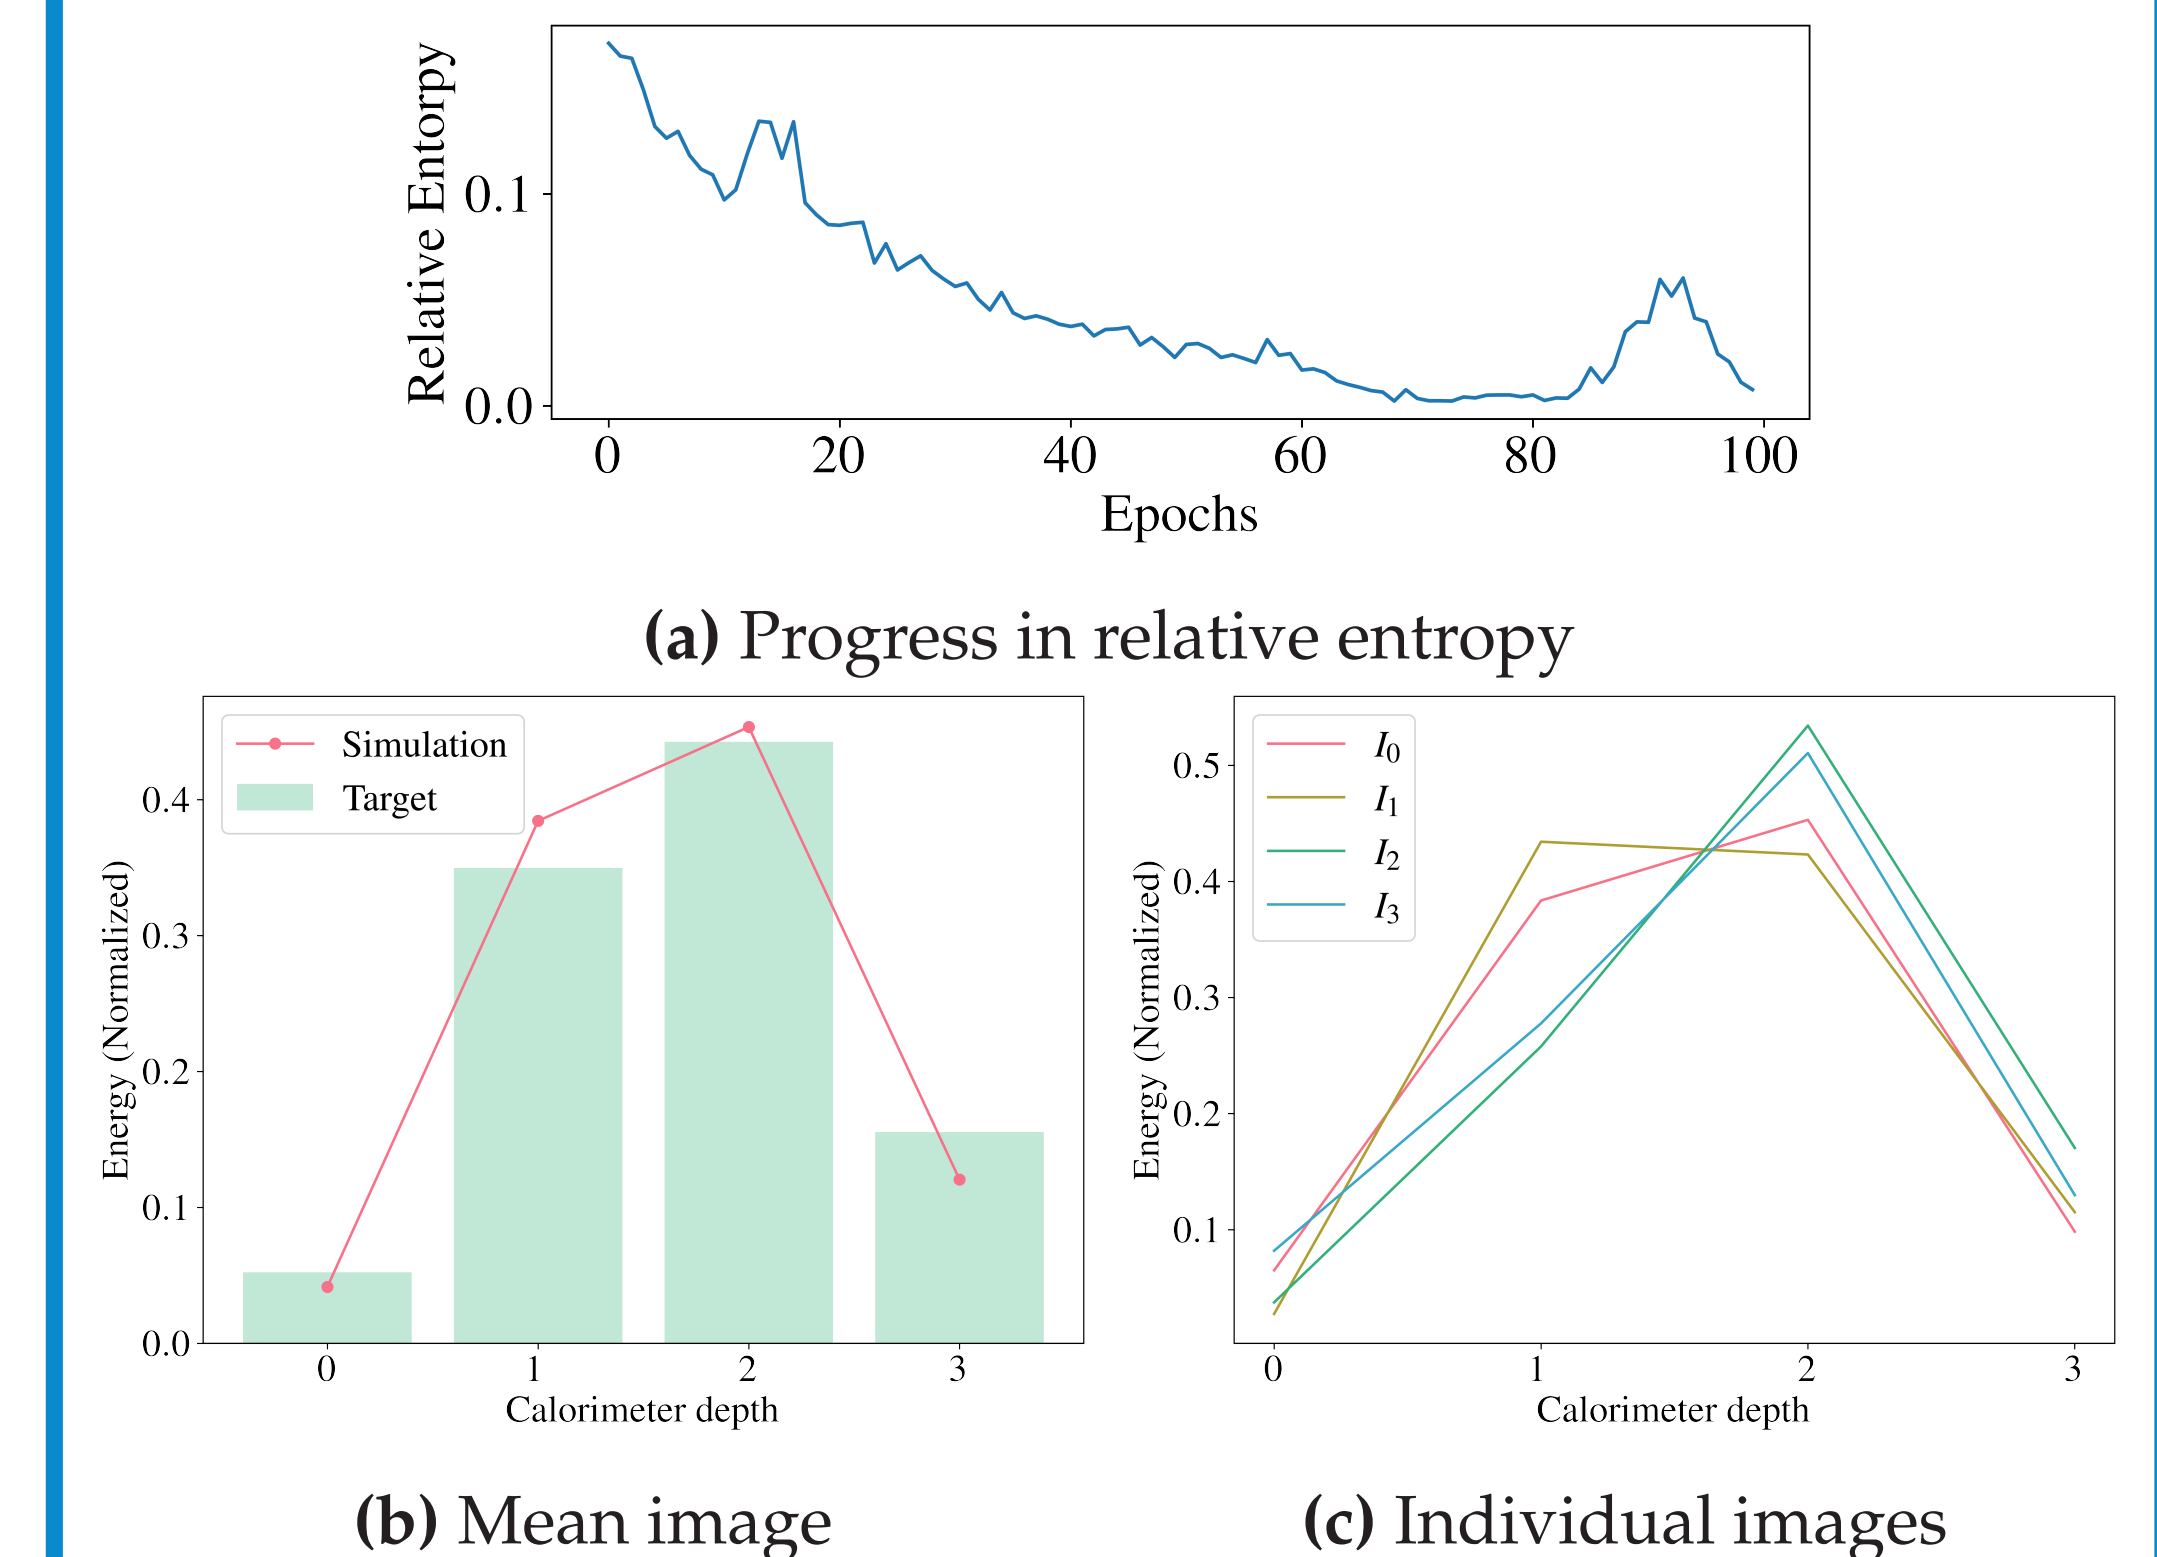 Relative Entorpy
0.1
0.0
0 20 40 60 80 100
Epochs
(a) Progress in relative entropy
Simulation
Target
Energy (Normalized)
0.4
0.3
0.2
0.1
0.0
0 1 2 3
Calorimeter depth
(b) Mean image
I0
I1
I2
I3
Energy (Normalized)
0.5
0.4
0.3
0.2
0.1
0 1 2 3
Calorimeter depth
(c) Individual images